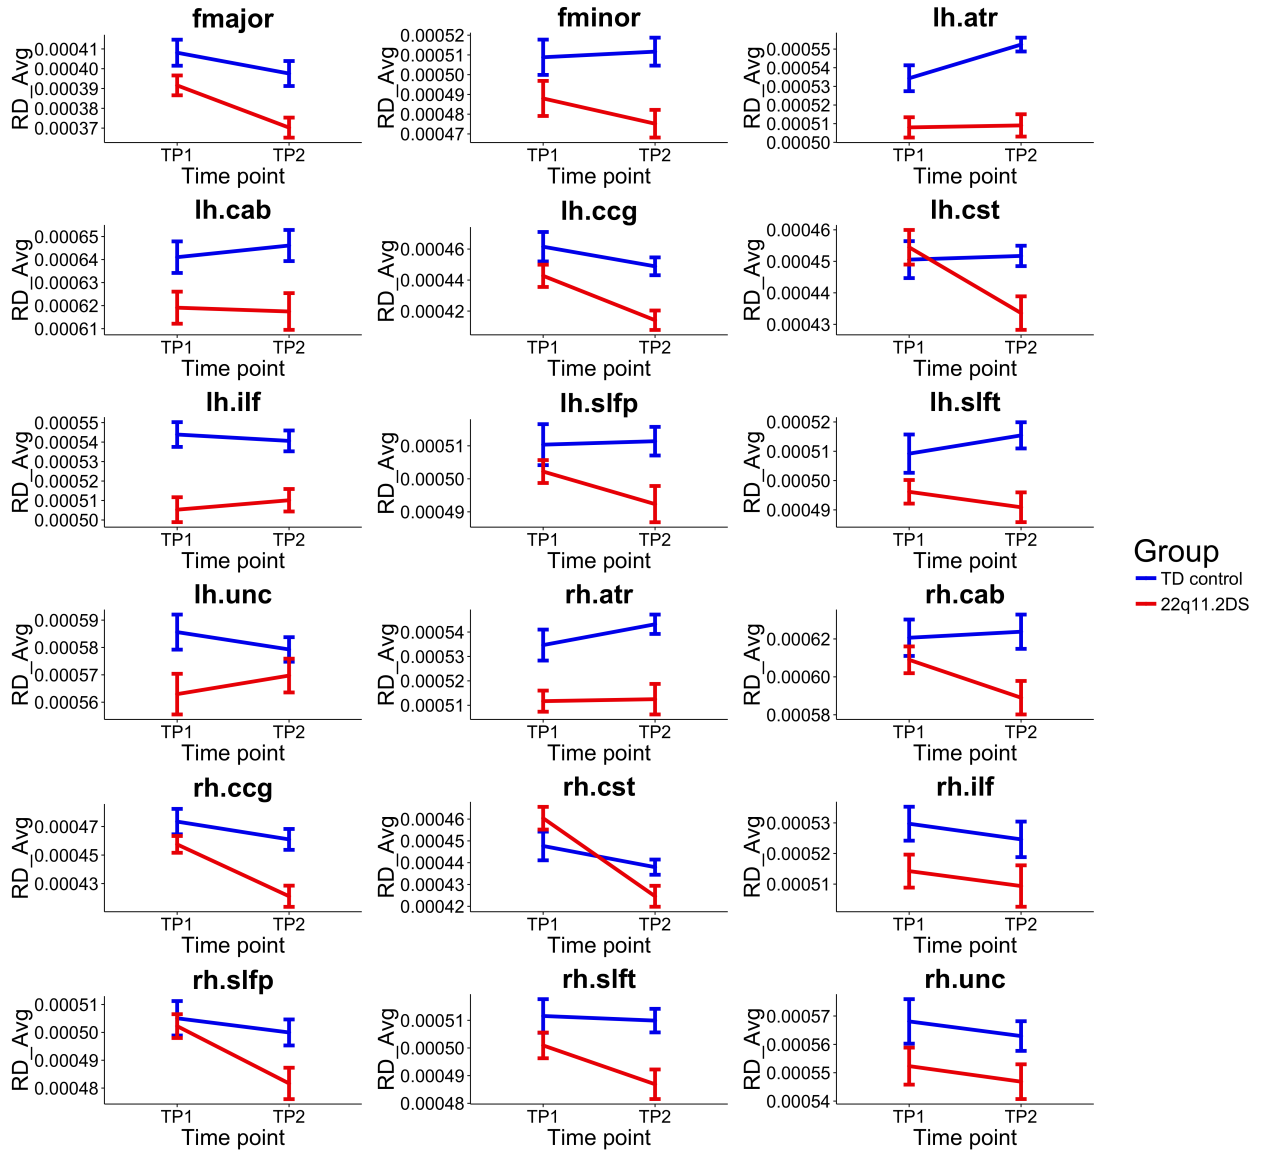 fmajor
fminor
lh.atr
RD_Avg
0.00041
0.00040
0.00039
0.00038
0.00037
TP1
TP2
Time point
RD_Avg
0.00052
0.00051
0.00050
0.00049
0.00048
0.00047
TP1
TP2
Time point
RD_Avg
0.00055
0.00054
0.00053
0.00052
0.00051
0.00050
TP1
TP2
Time point
lh.cab
lh.ccg
lh.cst
RD_Avg
0.00065
0.00064
0.00063
0.00062
0.00061
TP1
TP2
Time point
RD_Avg
0.00046
0.00044
0.00042
TP1
TP2
Time point
RD_Avg
0.00046
0.00045
0.00044
0.00043
TP1
TP2
Time point
lh.ilf
lh.slfp
lh.slft
RD_Avg
0.00055
0.00054
0.00053
0.00052
0.00051
0.00050
TP1
TP2
Time point
RD_Avg
0.00051
0.00050
0.00049
TP1
TP2
Time point
RD_Avg
0.00052
0.00051
0.00050
0.00049
TP1
TP2
Time point
Group
TD control
22q11.2DS
lh.unc
rh.atr
rh.cab
RD_Avg
0.00059
0.00058
0.00057
0.00056
TP1
TP2
Time point
RD_Avg
0.00054
0.00053
0.00052
0.00051
TP1
TP2
Time point
RD_Avg
0.00062
0.00060
0.00058
TP1
TP2
Time point
rh.ccg
rh.cst
rh.ilf
RD_Avg
0.00047
0.00045
0.00043
TP1
TP2
Time point
RD_Avg
0.00046
0.00045
0.00044
0.00043
0.00042
TP1
TP2
Time point
RD_Avg
0.00053
0.00052
0.00051
TP1
TP2
Time point
rh.slfp
rh.slft
rh.unc
RD_Avg
0.00051
0.00050
0.00049
0.00048
TP1
TP2
Time point
RD_Avg
0.00051
0.00050
0.00049
0.00048
TP1
TP2
Time point
RD_Avg
0.00057
0.00056
0.00055
0.00054
TP1
TP2
Time point